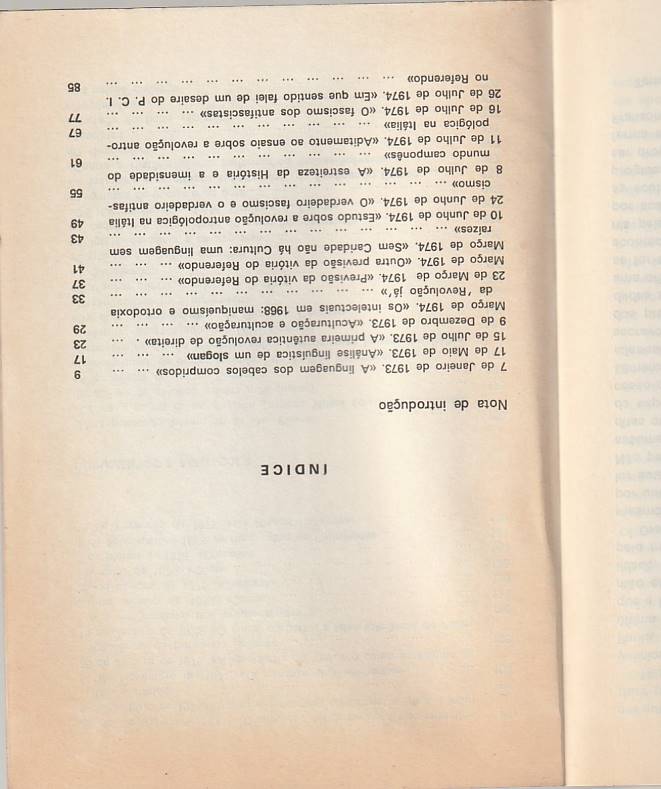 ÍNDICE
Nota de introdução
7 de Janeiro de 1973. «A linguagem dos cabelos compridos» ... ... 9
17 de Maio de 1973. «Análise linguística de um slogan» ... ... ... 17
15 de Julho de 1973. «A primeira autêntica revolução de direita» . ... 23
9 de Dezembro de 1973. «Aculturação e aculturação» ... ... ... ... 29
Março de 1974. «Os intelectuais em 1968: maniqueísmo e ortodoxia
da 'Revolução já'» ... ... ... ... ... ... ... ... ... ... ... 33
23 de Março de 1974. «Previsão da vitória do Referendo» ... ... ... 37
Março de 1974. «Outra previsão da vitória do Referendo» ... ... ... 41
Março de 1974. «Sem Caridade não há Cultura: uma linguagem sem
raízes» ... ... ... ... ... ... ... ... ... ... ... ... ... ... 43
10 de Junho de 1974. «Estudo sobre a revolução antropológica na Itália 49
24 de Junho de 1974. «O verdadeiro fascismo e o verdadeiro antifas-
cismo» ... ... ... ... ... ... ... ... ... ... ... ... ... ... 55
8 de Julho de 1974. «A estreiteza da História e a imensidade do
mundo camponês» ... ... ... ... ... ... ... ... ... ... ... 61
11 de Julho de 1974. «Aditamento ao ensaio sobre a revolução antro-
pológica na Itália» ... ... ... ... ... ... ... ... ... ... ... 67
16 de Julho de 1974. «O fascismo dos antifascistas» ... ... ... ... 77
26 de Julho de 1974. «Em que sentido falei de um desaire do P. C. I.
no Referendo» ... ... ... ... ... ... ... ... ... ... ... ... 85